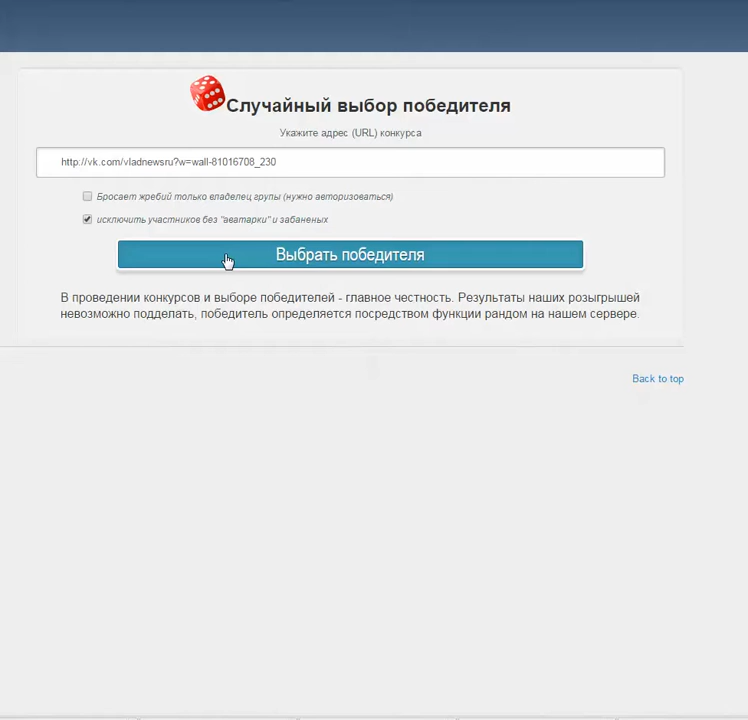 Случайный выбор победителя
Укажите адрес (URL) конкурса
http://vk.com/vladnewsru?w=wall-81016708_230
Бросает жребий только владелец групы (нужно авторизоваться)
исключить участников без "аватарки" и забаненых
Выбрать победителя
В проведении конкурсов и выборе победителей - главное честность. Результаты наших розыгрышей
невозможно подделать, победитель определяется посредством функции рандом на нашем сервере.
Back to top